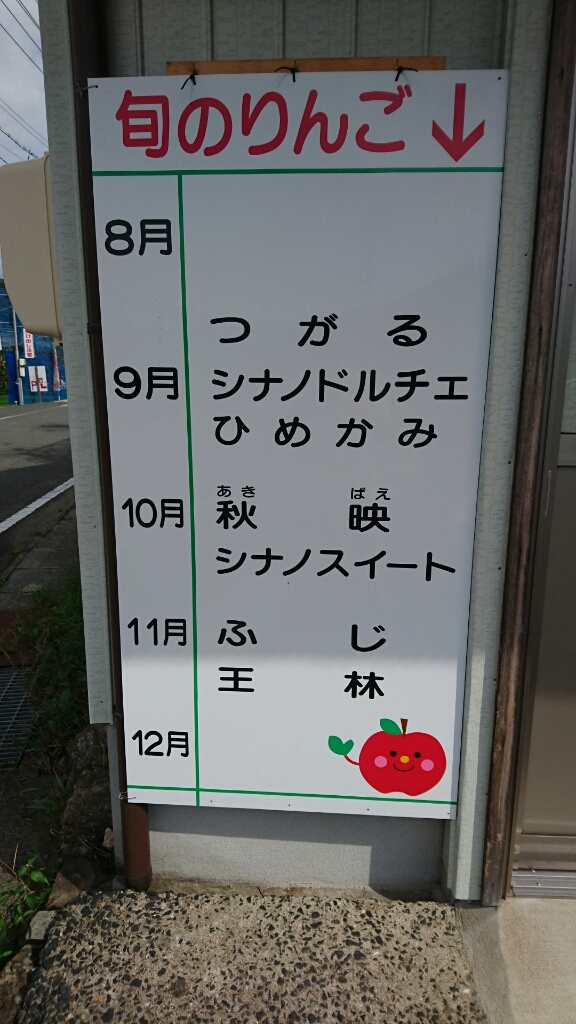 旬のりんご↓
8月
つがる
9月 シナノドルチェ
ひめかみ
あき ばえ
10月 秋映
シナノスイート
11月 ふじ
王林
12月